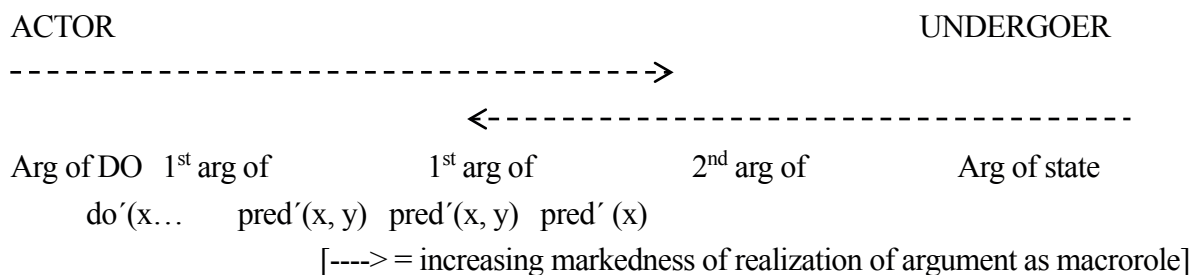 ACTOR UNDERGOER
Arg of DO 1st arg of 1st arg of 2nd arg of Arg of state
do´(x… pred´(x, y) pred´(x, y) pred´ (x)
[----> = increasing markedness of realization of argument as macrorole]